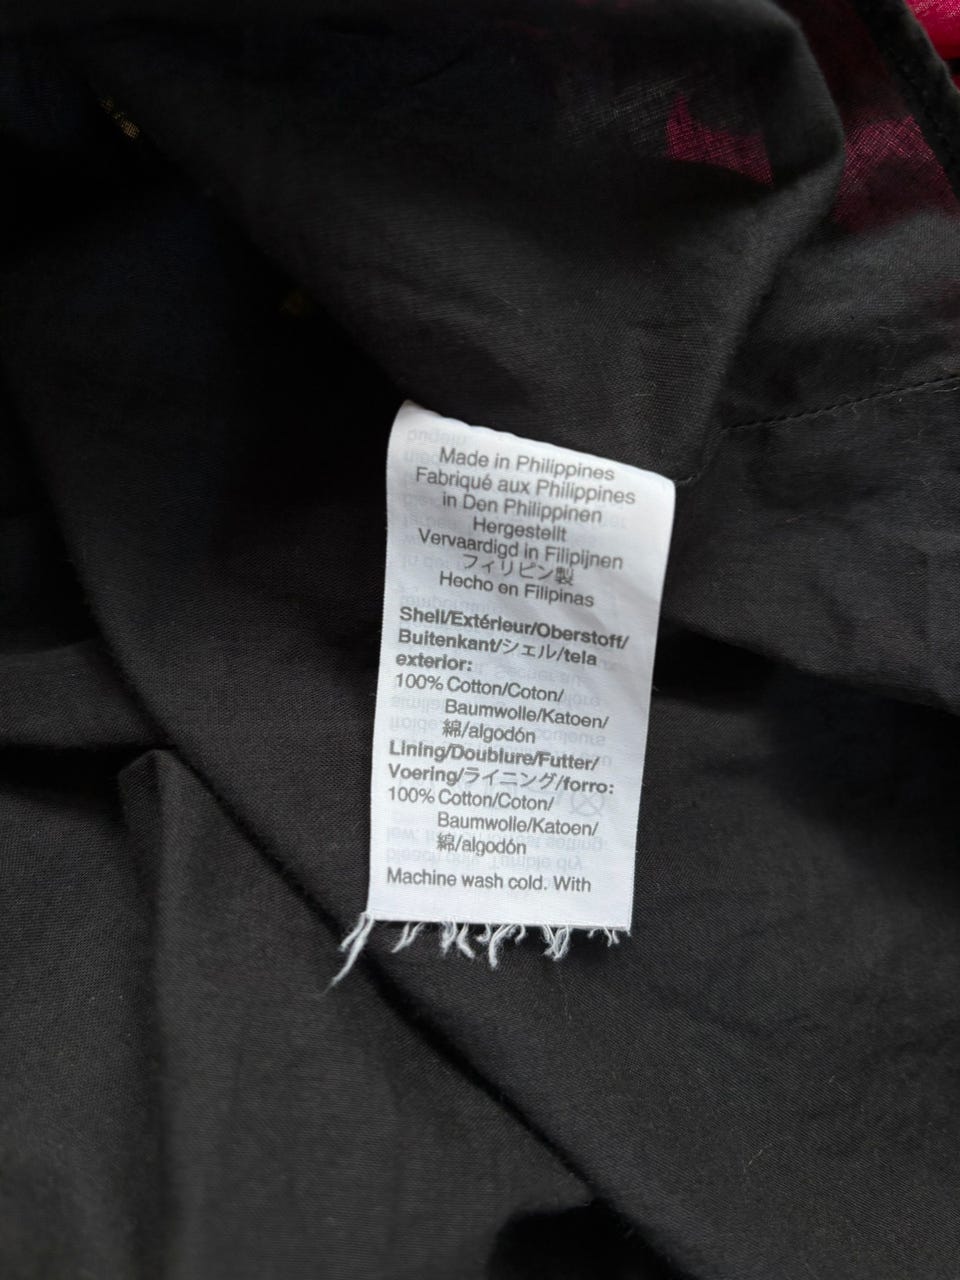 Made in Philippines
Fabriqué aux Philippines
in Den Philippinen
Hergestellt
Vervaardigd in Filipijnen
フィリピン製
Hecho en Filipinas
Shell/Extérieur/Oberstoff/
Buitenkant/シェル/tela
exterior:
100% Cotton/Coton/
Baumwolle/Katoen/
綿/algodón
Lining/Doublure/Futter/
Voering/ライニング/forro:
100% Cotton/Coton/
Baumwolle/Katoen/
綿/algodón
Machine wash cold. With